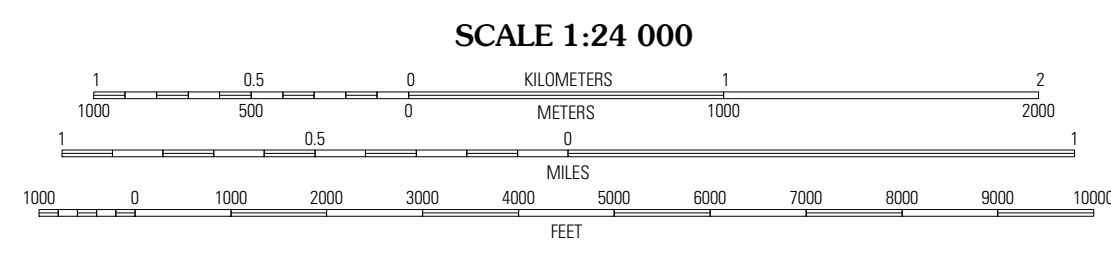 SCALE 1:24 000
1 0.5 0 KILOMETERS 1 2
1000 500 0 METERS 1000 2000
1 0.5 0 1
MILES
1000 0 1000 2000 3000 4000 5000 6000 7000 8000 9000 10000
FEET